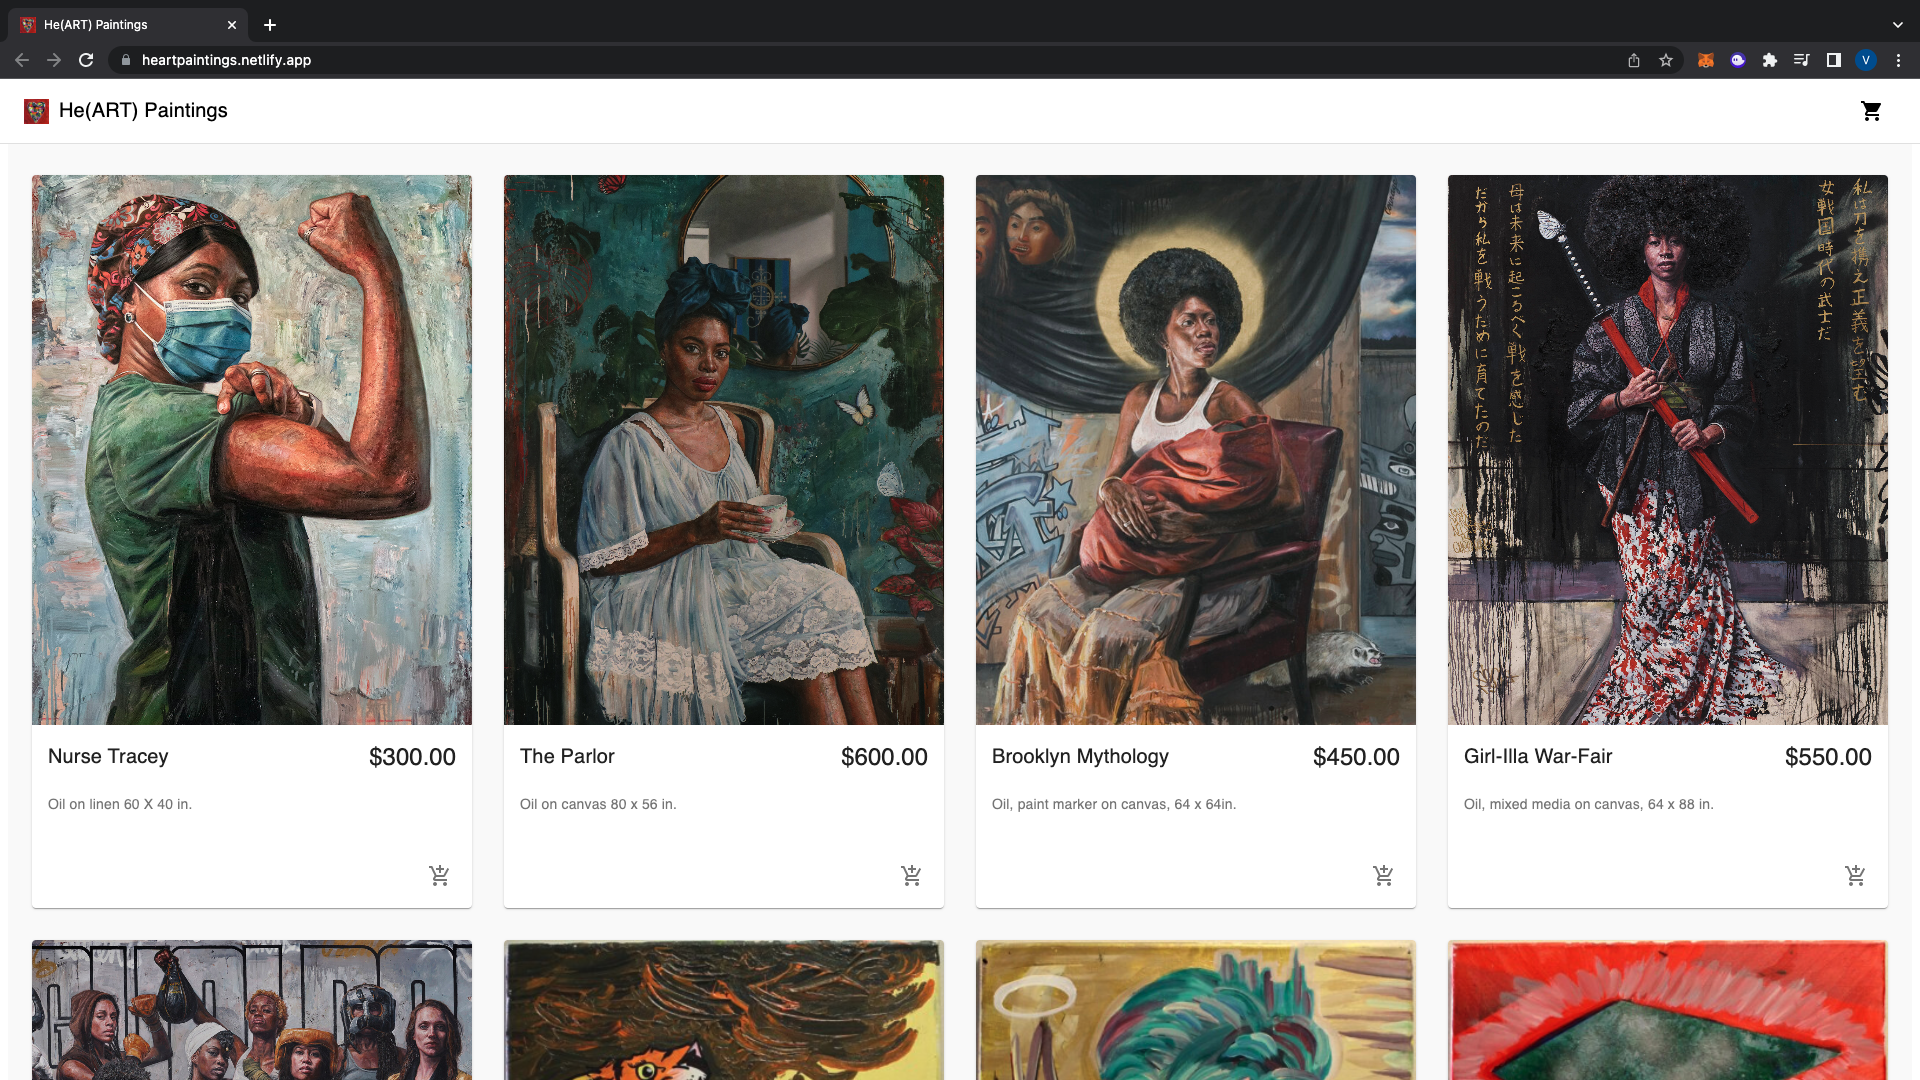 He(ART) Paintings
heartpaintings.netlify.app
V
He(ART) Paintings
私は刀を携え正義を望む
女戦国時代の武士だ
母は未来に起こるべく戦を感じた
だから私を戦うために育てたのだ
Nurse Tracey $300.00
Oil on linen 60 X 40 in.
The Parlor $600.00
Oil on canvas 80 x 56 in.
Brooklyn Mythology $450.00
Oil, paint marker on canvas, 64 x 64in.
Girl-Illa War-Fair $550.00
Oil, mixed media on canvas, 64 x 88 in.